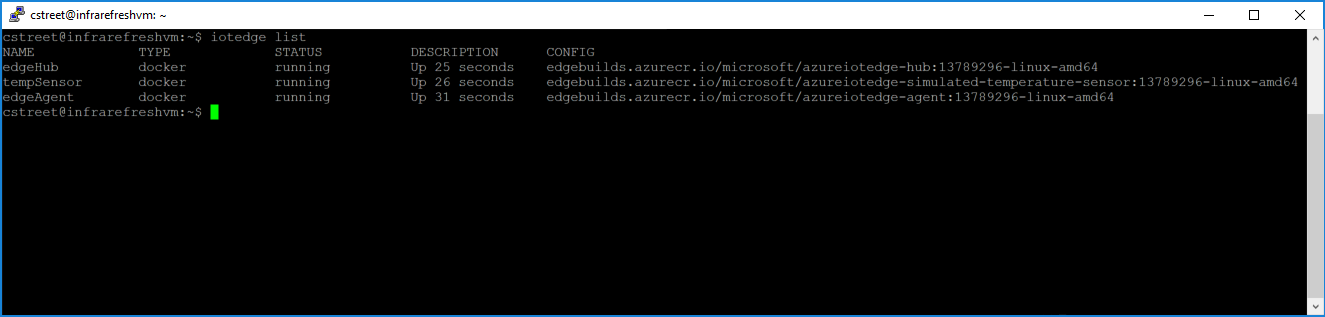 cstreet@infrarefreshvm: ~
cstreet@infrarefreshvm:~$ iotedge list
NAME TYPE STATUS DESCRIPTION CONFIG
edgeHub docker running Up 25 seconds edgebuilds.azurecr.io/microsoft/azureiotedge-hub:13789296-linux-amd64
tempSensor docker running Up 26 seconds edgebuilds.azurecr.io/microsoft/azureiotedge-simulated-temperature-sensor:13789296-linux-amd64
edgeAgent docker running Up 31 seconds edgebuilds.azurecr.io/microsoft/azureiotedge-agent:13789296-linux-amd64
cstreet@infrarefreshvm:~$